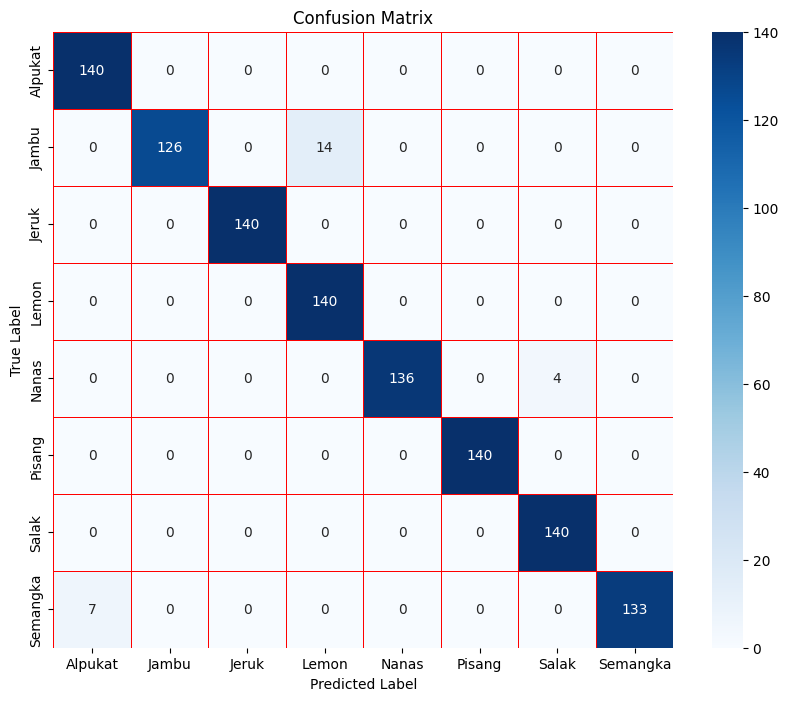 Confusion Matrix
Alpukat 140 0 0 0 0 0 0 0
Jambu 0 126 0 14 0 0 0 0
Jeruk 0 0 140 0 0 0 0 0
Lemon 0 0 0 140 0 0 0 0
Nanas 0 0 0 0 136 0 4 0
Pisang 0 0 0 0 0 140 0 0
Salak 0 0 0 0 0 0 140 0
Semangka 7 0 0 0 0 0 0 133
True Label
Alpukat Jambu Jeruk Lemon Nanas Pisang Salak Semangka
Predicted Label
140
120
100
80
60
40
20
0